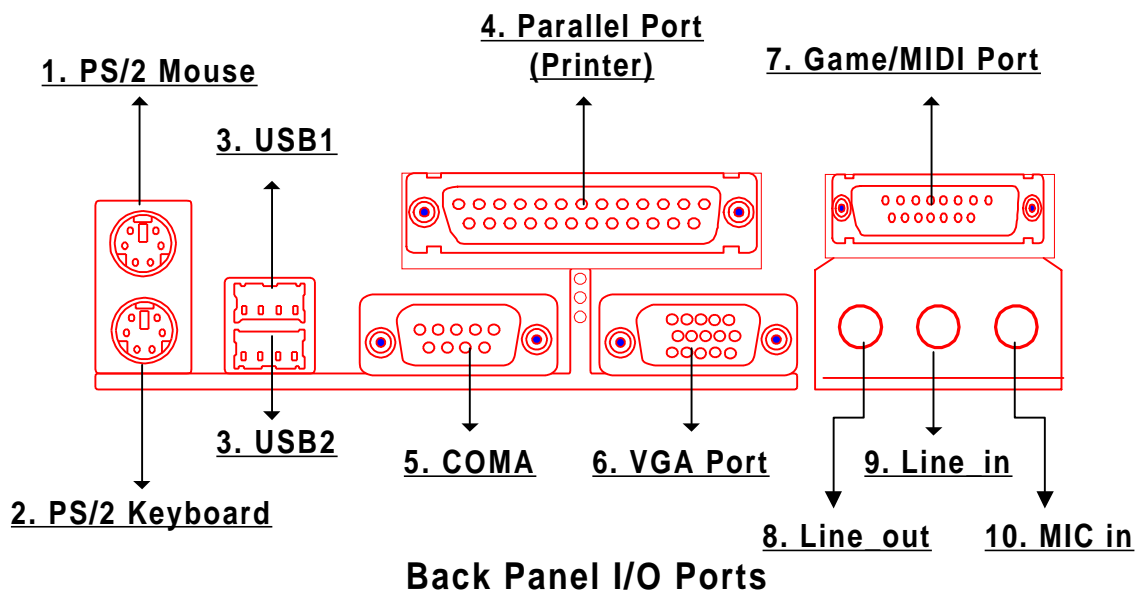 4. Parallel Port
(Printer)
7. Game/MIDI Port
1. PS/2 Mouse
3. USB1
3. USB2
5. COMA
6. VGA Port
9. Line_in
2. PS/2 Keyboard
8. Line_out
10. MIC in
Back Panel I/O Ports